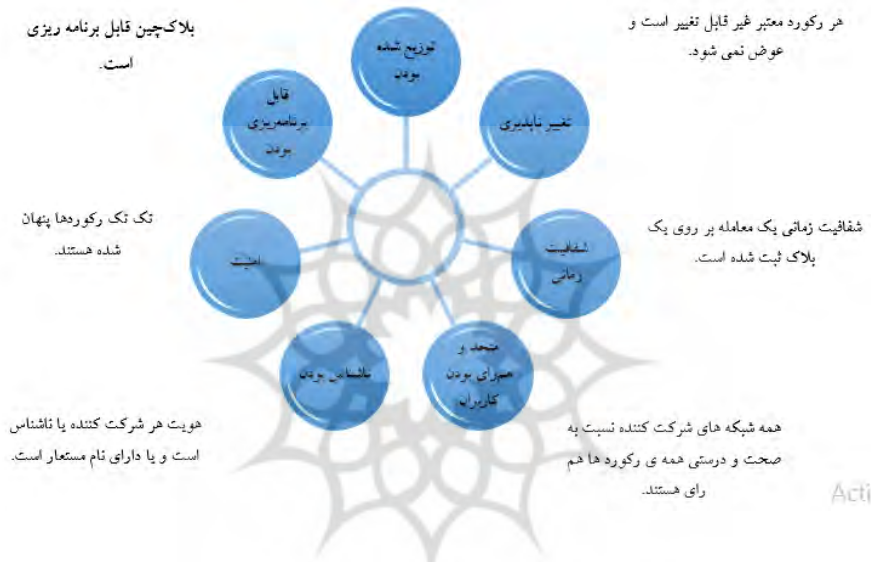 توزیع شده
بودن
هر رکورد معتبر غیر قابل تغییر است و
عوض نمی شود.
تغییر ناپذیری
شفافیت زمانی یک معامله بر روی یک
بلاک ثبت شده است.
شفافیت
زمانی
همه شبکه های شرکت کننده نسبت به
صحت و درستی همه ی رکورد ها هم
رای هستند.
متحد و
هم‌رای بودن
کاربران
ناشناس بودن
هویت هر شرکت کننده یا ناشناس
است و یا دارای نام مستعار است.
امنیت
تک تک رکوردها پنهان
شده هستند.
قابل
برنامه‌ریزی
بودن
بلاک‌چین قابل برنامه ریزی
است.
Acti